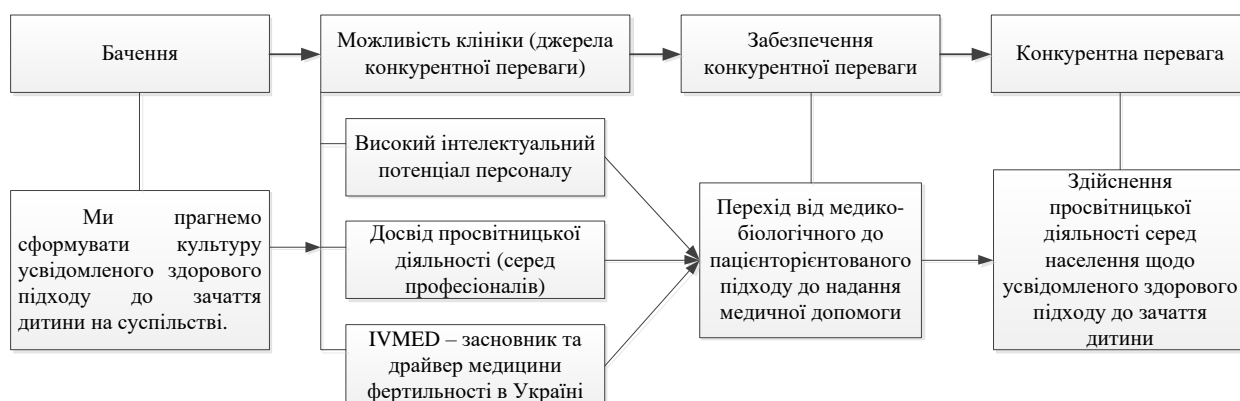 Бачення
Можливість клініки (джерела
конкурентної переваги)
Забезпечення
конкурентної переваги
Конкурентна перевага
Ми прагнемо
сформувати культуру
усвідомленого здорового
підходу до зачаття
дитини на суспільстві.
Високий інтелектуальний
потенціал персоналу
Досвід просвітницької
діяльності (серед
професіоналів)
IVMED – засновник та
драйвер медицини
фертильності в Україні
Перехід від медико-
біологічного до
пацієнторієнтованого
підходу до надання
медичної допомоги
Здійснення
просвітницької
діяльності серед
населення щодо
усвідомленого здорового
підходу до зачаття
дитини